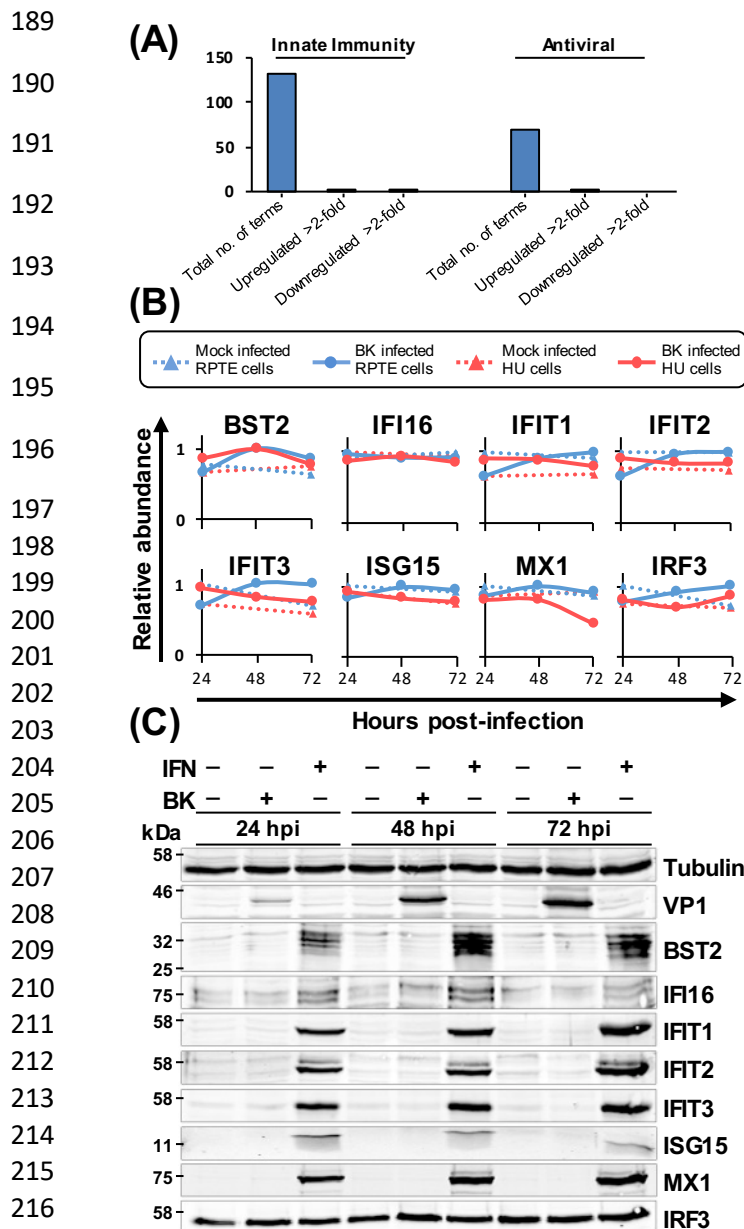 189
(A)
Innate Immunity
Antiviral
150
190
100
191
50
0
192
Total no. of terms
Upregulated >2-fold
Downregulated >2-fold
Total no. of terms
Upregulated >2-fold
Downregulated >2-fold
193
(B)
194
Mock infected RPTE cells
BK infected RPTE cells
Mock infected HU cells
BK infected HU cells
195
BST2
IFI16
IFIT1
IFIT2
196
1
0
197
198
IFIT3
ISG15
MX1
IRF3
199
1
200
0
Relative abundance
201
24 48 72 24 48 72 24 48 72 24 48 72
202
Hours post-infection
203
(C)
204
IFN – – + – – + – – +
205
BK – + – – + – – + –
206
kDa 24 hpi 48 hpi 72 hpi
207
58 Tubulin
208
46 VP1
209
32 BST2
25
210
75 IFI16
211
58 IFIT1
212
58 IFIT2
213
58 IFIT3
214
11 ISG15
215
75 MX1
216
58 IRF3